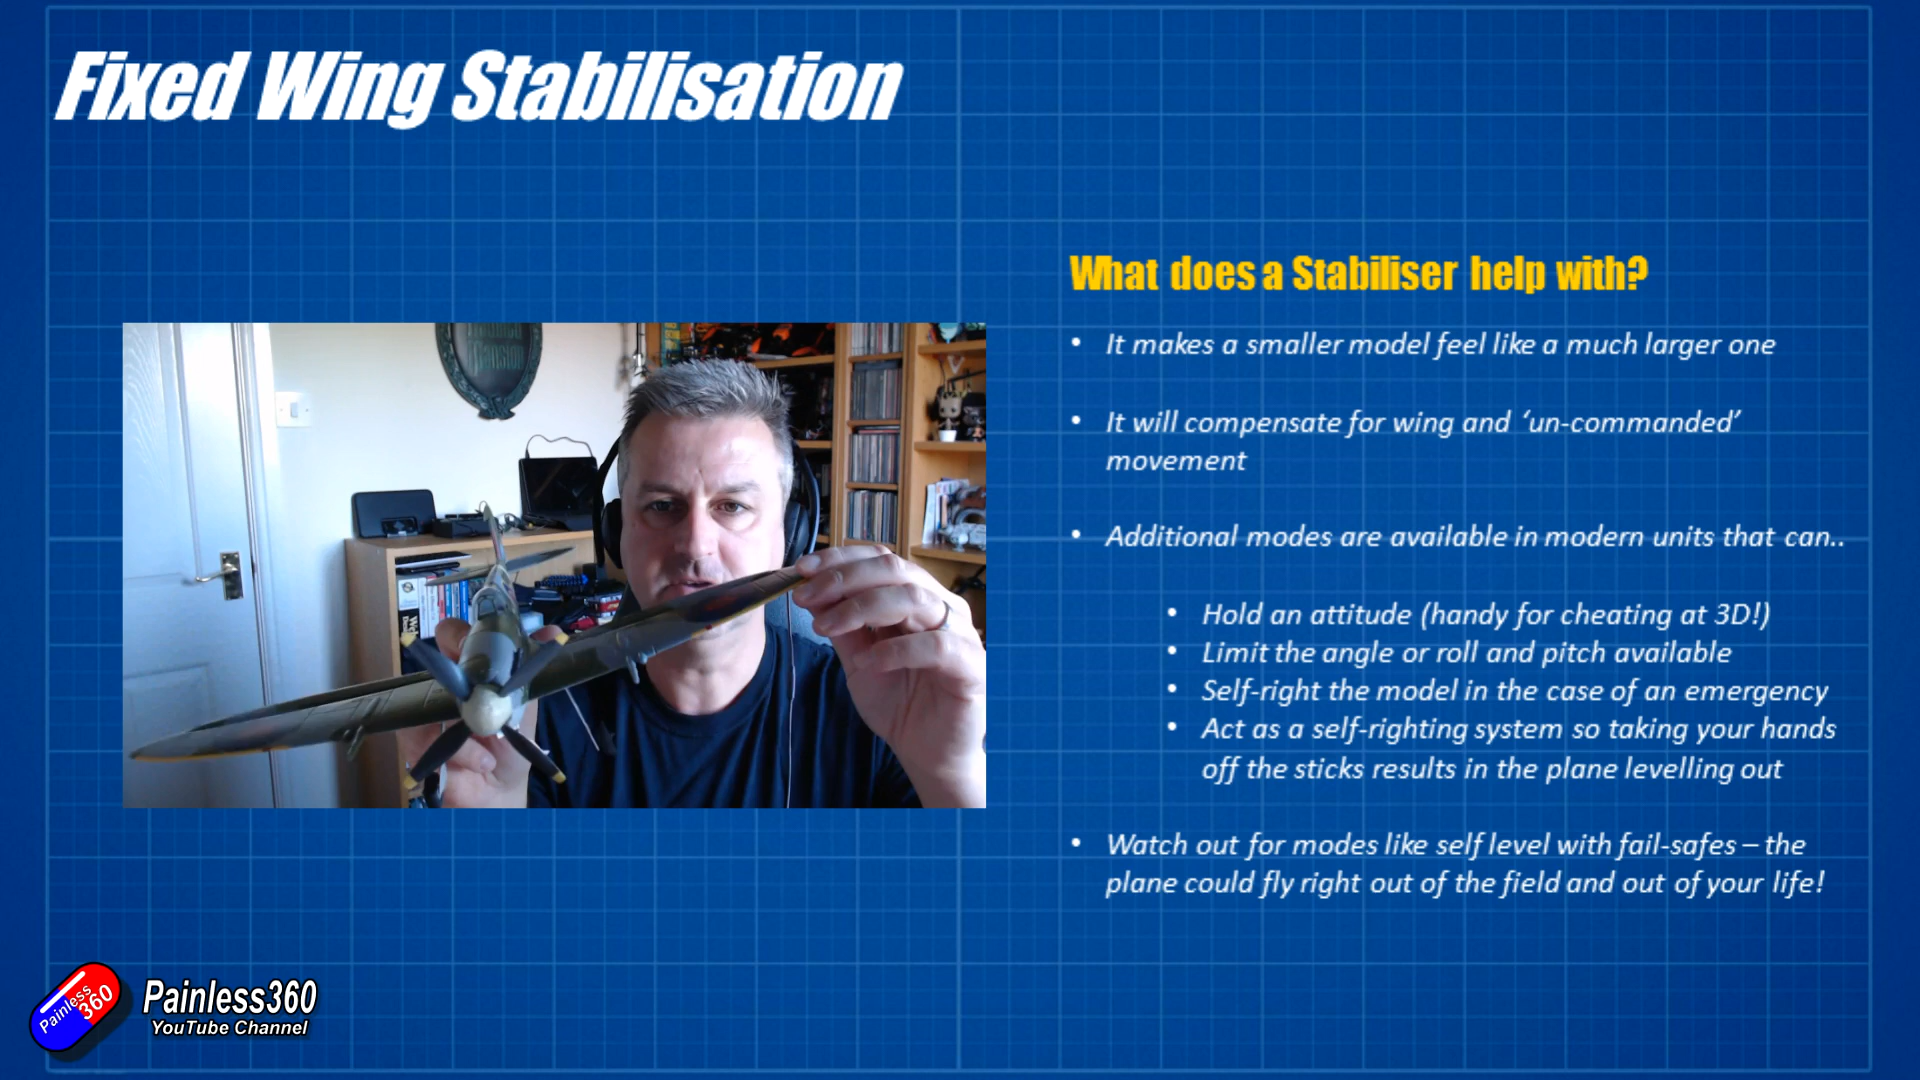 Fixed Wing Stabilisation
What does a Stabiliser help with?
• It makes a smaller model feel like a much larger one
• It will compensate for wing and ‘un-commanded’
movement
• Additional modes are available in modern units that can..
• Hold an attitude (handy for cheating at 3D!)
• Limit the angle or roll and pitch available
• Self-right the model in the case of an emergency
• Act as a self-righting system so taking your hands
off the sticks results in the plane levelling out
• Watch out for modes like self level with fail-safes – the
plane could fly right out of the field and out of your life!
Painless
360
Painless360
YouTube Channel